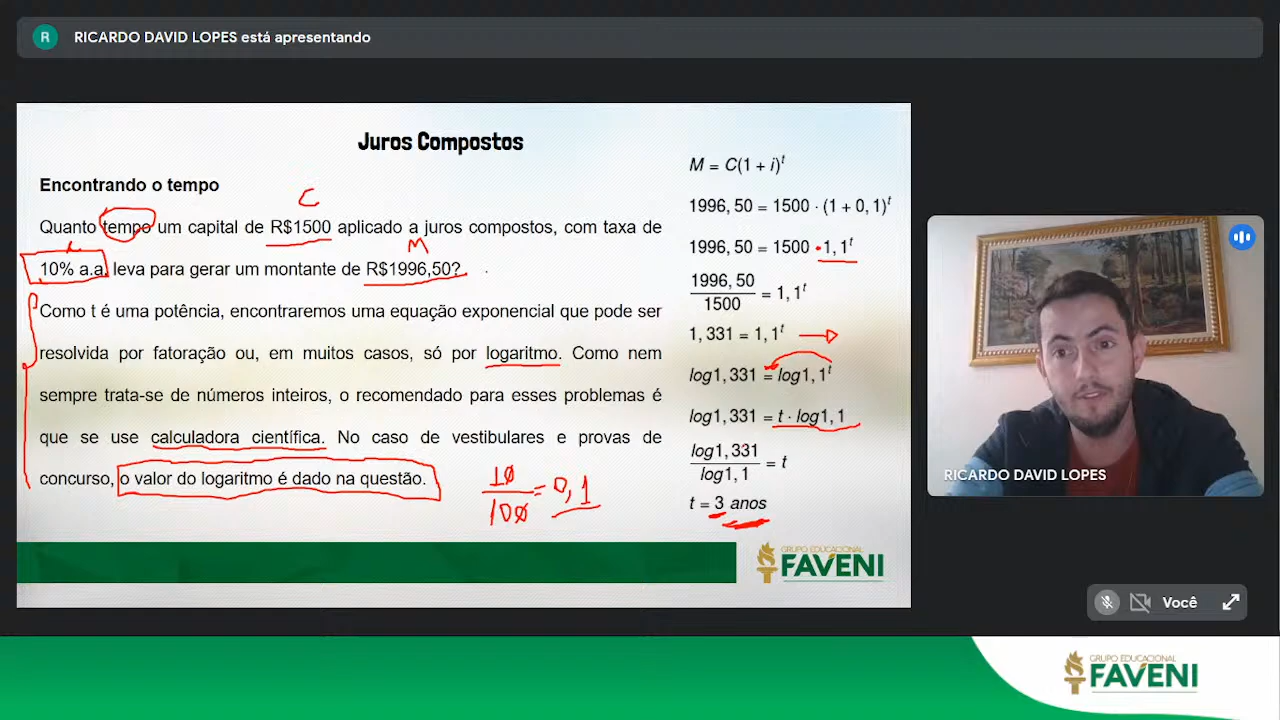 R RICARDO DAVID LOPES está apresentando
Juros Compostos
Encontrando o tempo
C
Quanto tempo um capital de R$1500 aplicado a juros compostos, com taxa de
i M
10% a.a. leva para gerar um montante de R$1996,50?
Como t é uma potência, encontraremos uma equação exponencial que pode ser
resolvida por fatoração ou, em muitos casos, só por logaritmo. Como nem
sempre trata-se de números inteiros, o recomendado para esses problemas é
que se use calculadora científica. No caso de vestibulares e provas de
concurso, o valor do logaritmo é dado na questão.
10/100 = 0,1
M = C(1 + i)^t
1996, 50 = 1500 · (1 + 0, 1)^t
1996, 50 = 1500 · 1, 1^t
1996, 50
1500
= 1, 1^t
1, 331 = 1, 1^t
log1, 331 = log1, 1^t
log1, 331 = t · log1, 1
log1, 331
log1, 1
= t
t = 3 anos
GRUPO EDUCACIONAL
FAVENI
RICARDO DAVID LOPES
Você
GRUPO EDUCACIONAL
FAVENI